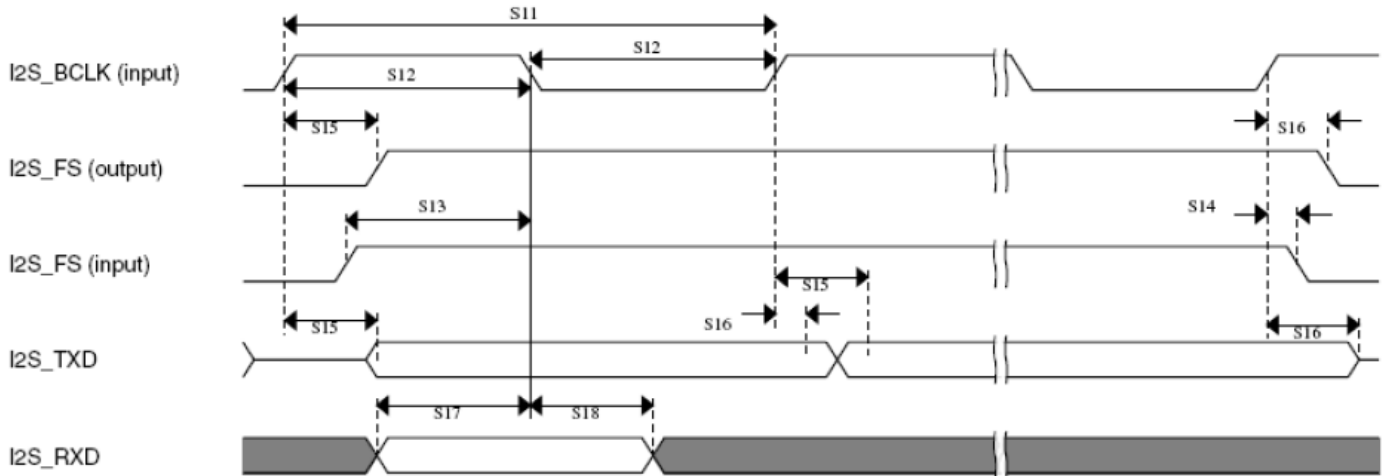 S11
I2S_BCLK (input)
S12
S12
S15
S16
I2S_FS (output)
S13
S14
I2S_FS (input)
S15
S15
S16
S16
I2S_TXD
S17
S18
I2S_RXD